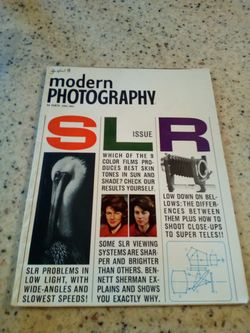 modern
PHOTOGRAPHY
SLR
ISSUE
WHICH OF THE 9
COLOR FILMS PRO-
DUCES BEST SKIN
TONES IN SUN AND
SHADE? CHECK OUR
RESULTS YOURSELF.
LOW DOWN ON BEL-
LOWS: THE DIFFER-
ENCES BETWEEN
THEM PLUS HOW TO
SHOOT CLOSE-UPS
TO SUPER TELES!!
SOME SLR VIEWING
SYSTEMS ARE SHAR-
PER AND BRIGHTER
THAN OTHERS. BEN-
NETT SHERMAN EX-
PLAINS AND SHOWS
YOU EXACTLY WHY.
SLR PROBLEMS IN
LOW LIGHT, WITH
WIDE-ANGLES AND
SLOWEST SPEEDS!